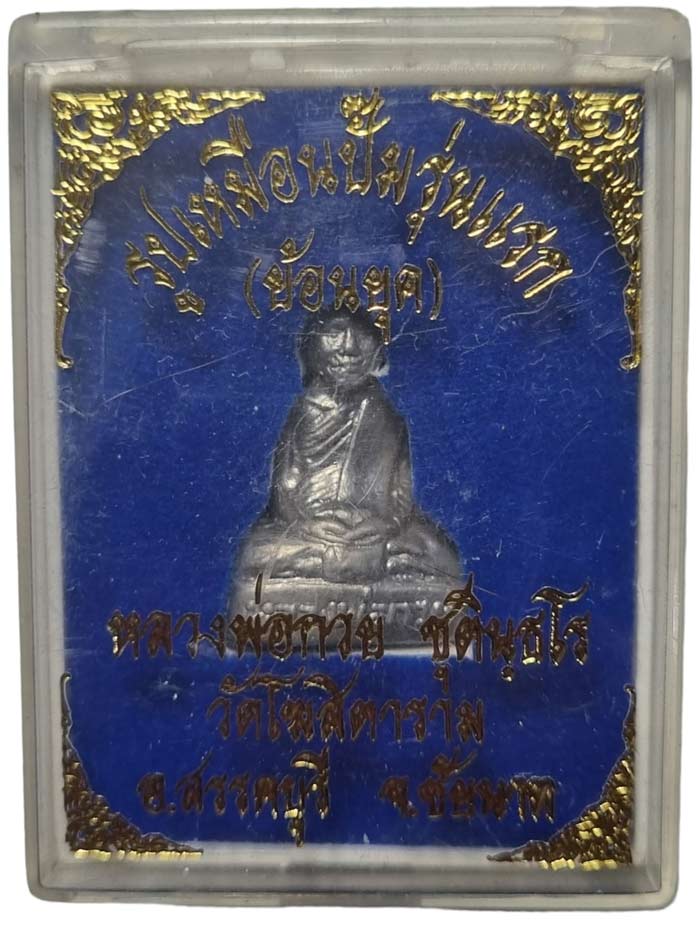 รูปเหมือนปั๊มรุ่นแรก
(ย้อนยุค)
หลวงพ่อกวย ชุตินฺธโร
วัดโฆสิตาราม
อ.สรรคบุรี จ.ชัยนาท